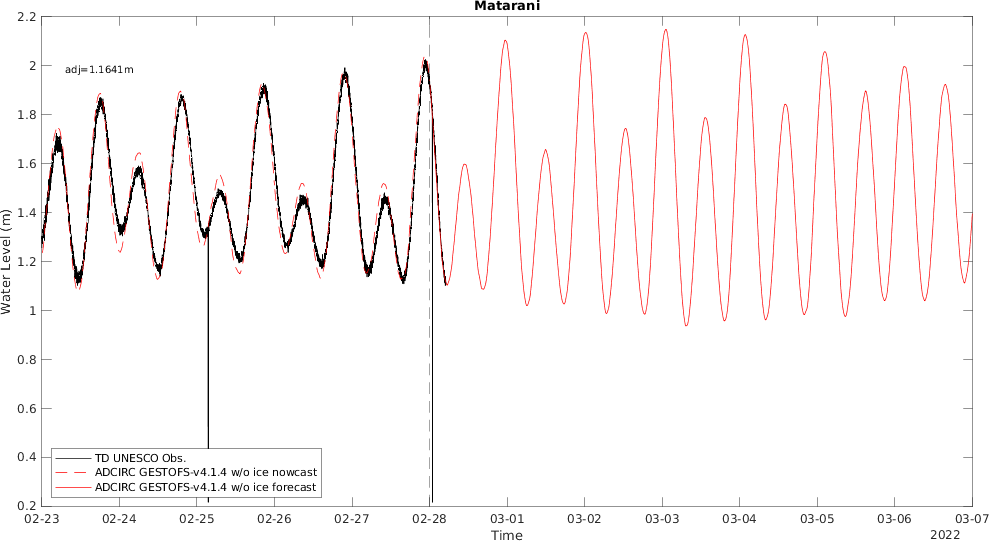 Matarani
2.2
2
1.8
1.6
1.4
1.2
1
0.8
0.6
0.4
0.2
Water Level (m)
adj=1.1641m
TD UNESCO Obs.
ADCIRC GESTOFS-v4.1.4 w/o ice nowcast
ADCIRC GESTOFS-v4.1.4 w/o ice forecast
02-23 02-24 02-25 02-26 02-27 02-28 03-01 03-02 03-03 03-04 03-05 03-06 03-07
Time
2022